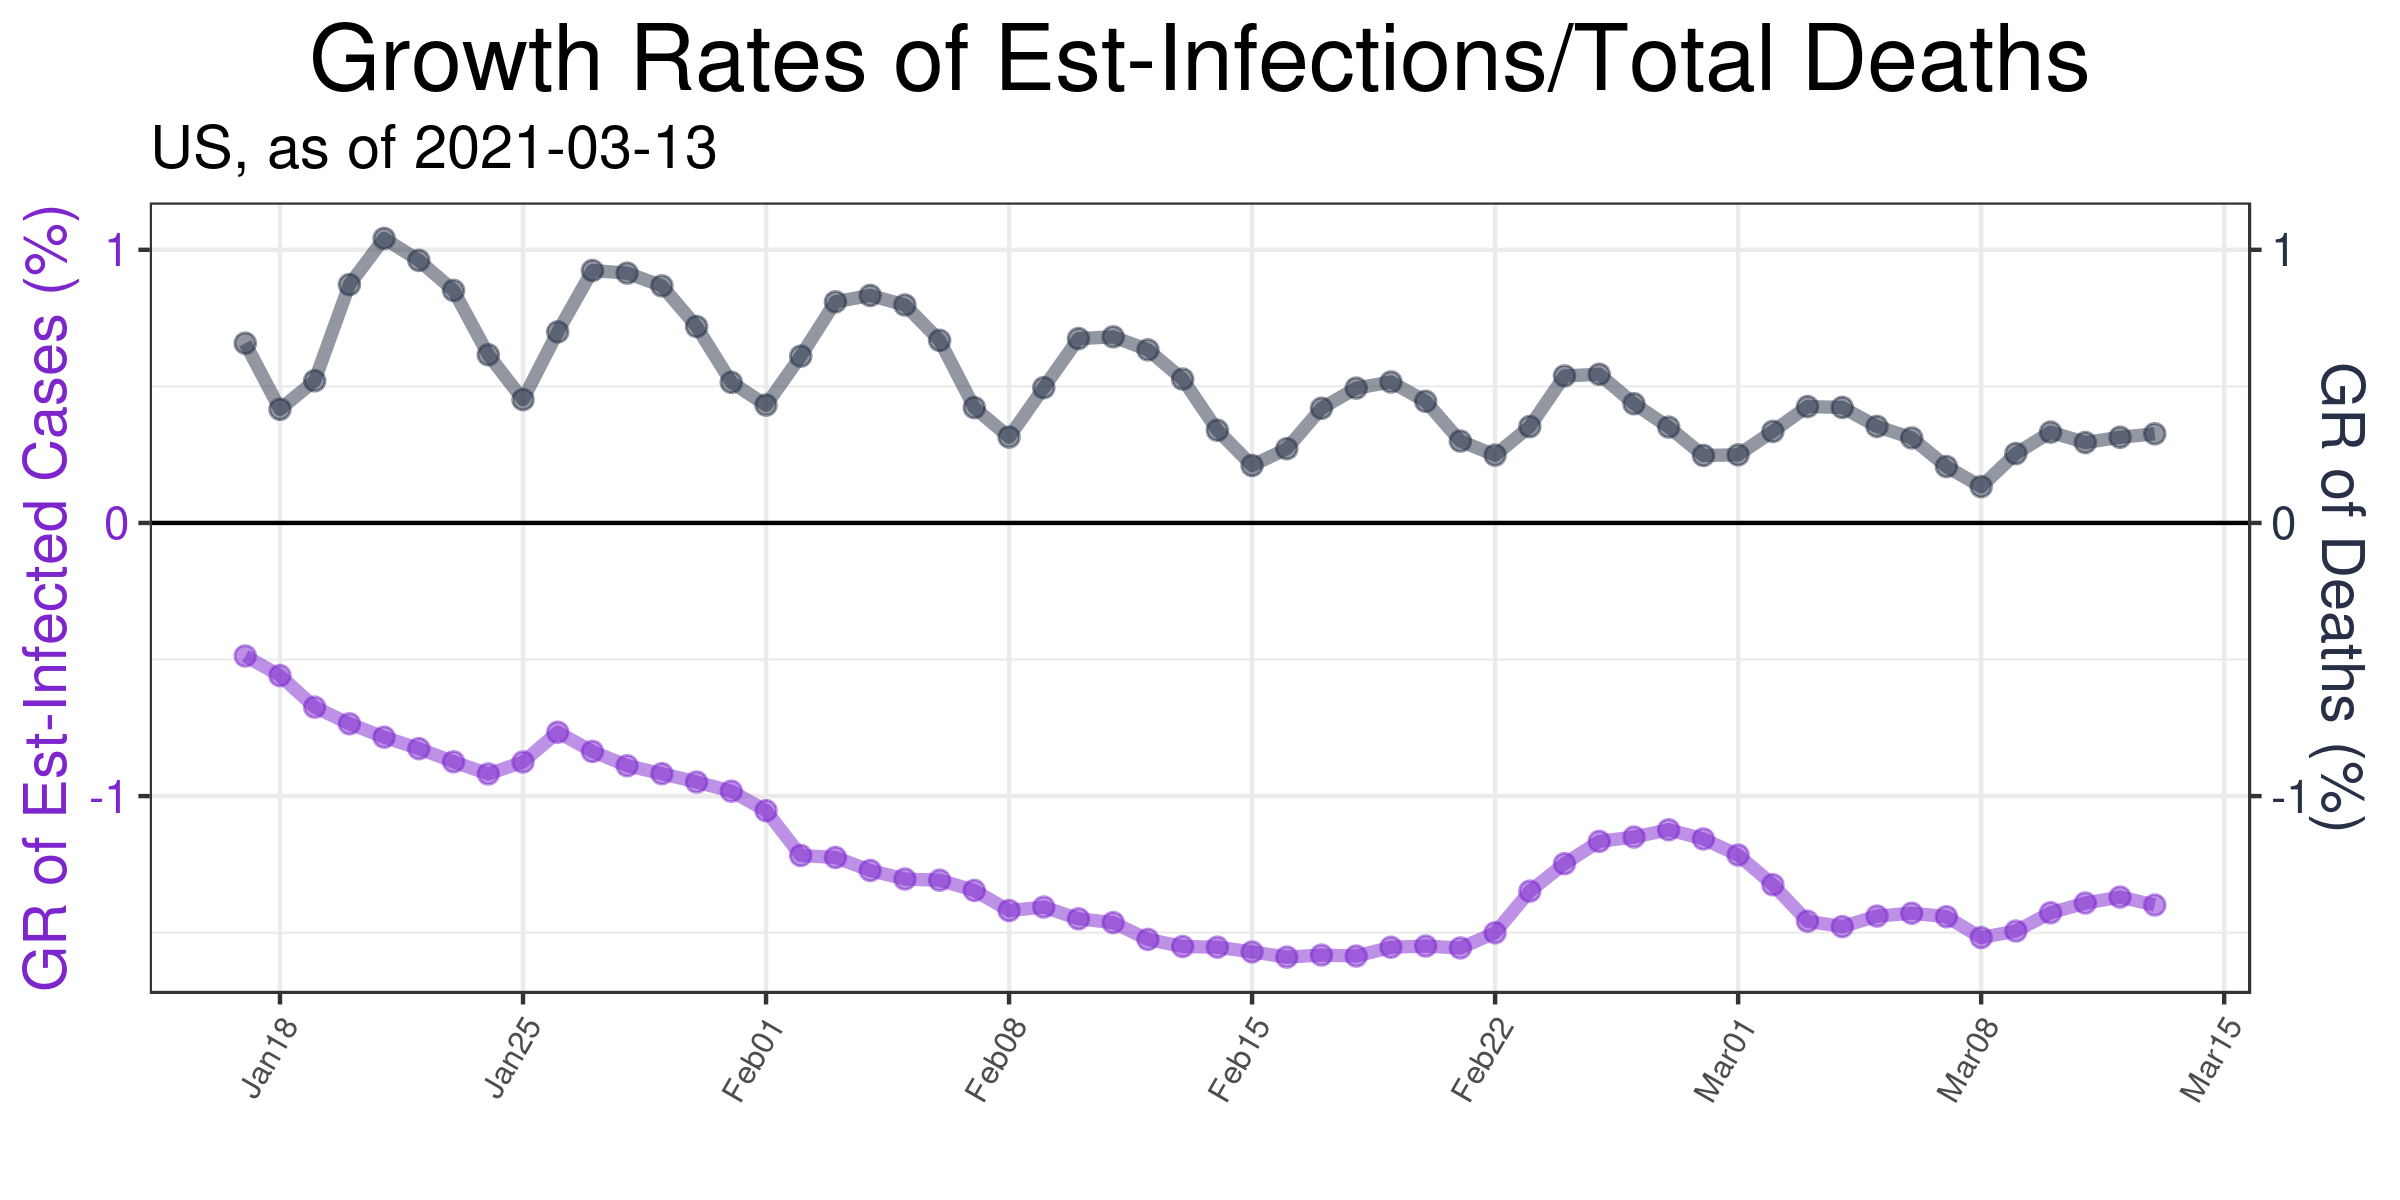 Growth Rates of Est-Infections/Total Deaths
US, as of 2021-03-13
GR of Est-Infected Cases (%)
1
0
-1
1
0
-1
GR of Deaths (%)
Jan18
Jan25
Feb01
Feb08
Feb15
Feb22
Mar01
Mar08
Mar15